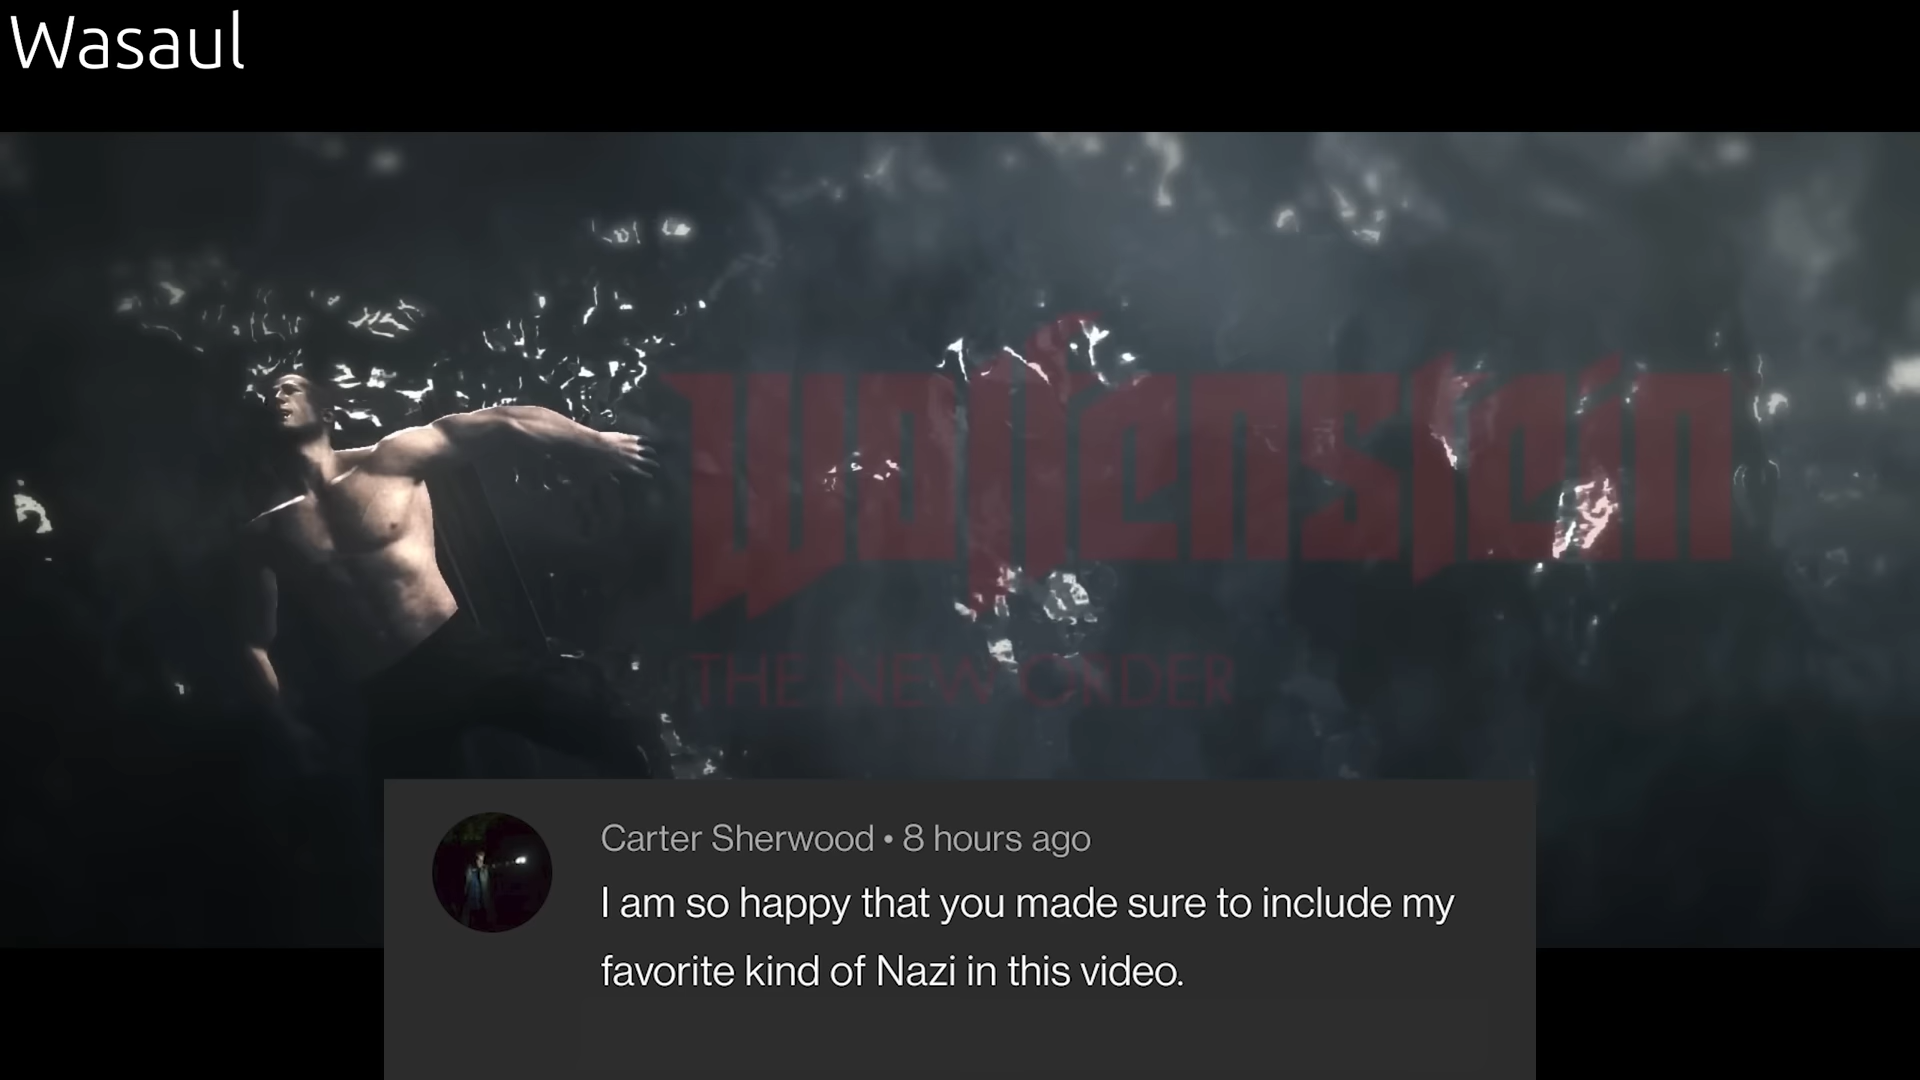 Wasaul
Wolfenstein
THE NEW ORDER
Carter Sherwood • 8 hours ago
I am so happy that you made sure to include my
favorite kind of Nazi in this video.